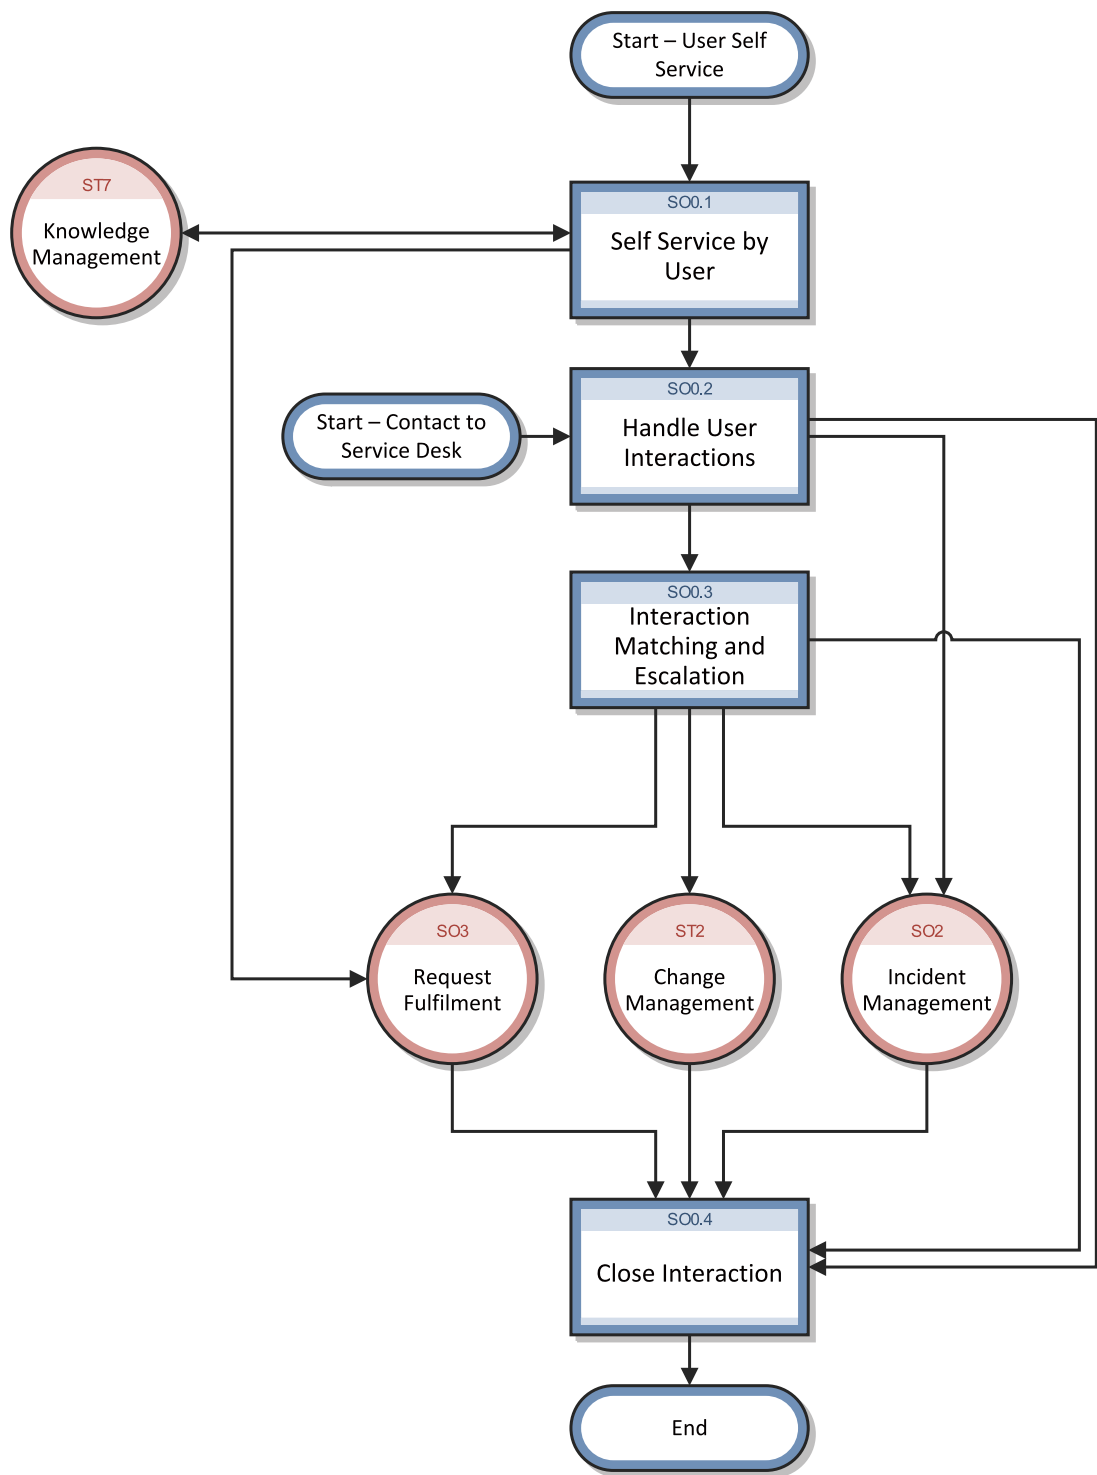 Start – User Self
Service
ST7
Knowledge
Management
SO0.1
Self Service by
User
SO0.2
Handle User
Interactions
Start – Contact to
Service Desk
SO0.3
Interaction
Matching and
Escalation
SO3
Request
Fulfilment
ST2
Change
Management
SO2
Incident
Management
SO0.4
Close Interaction
End